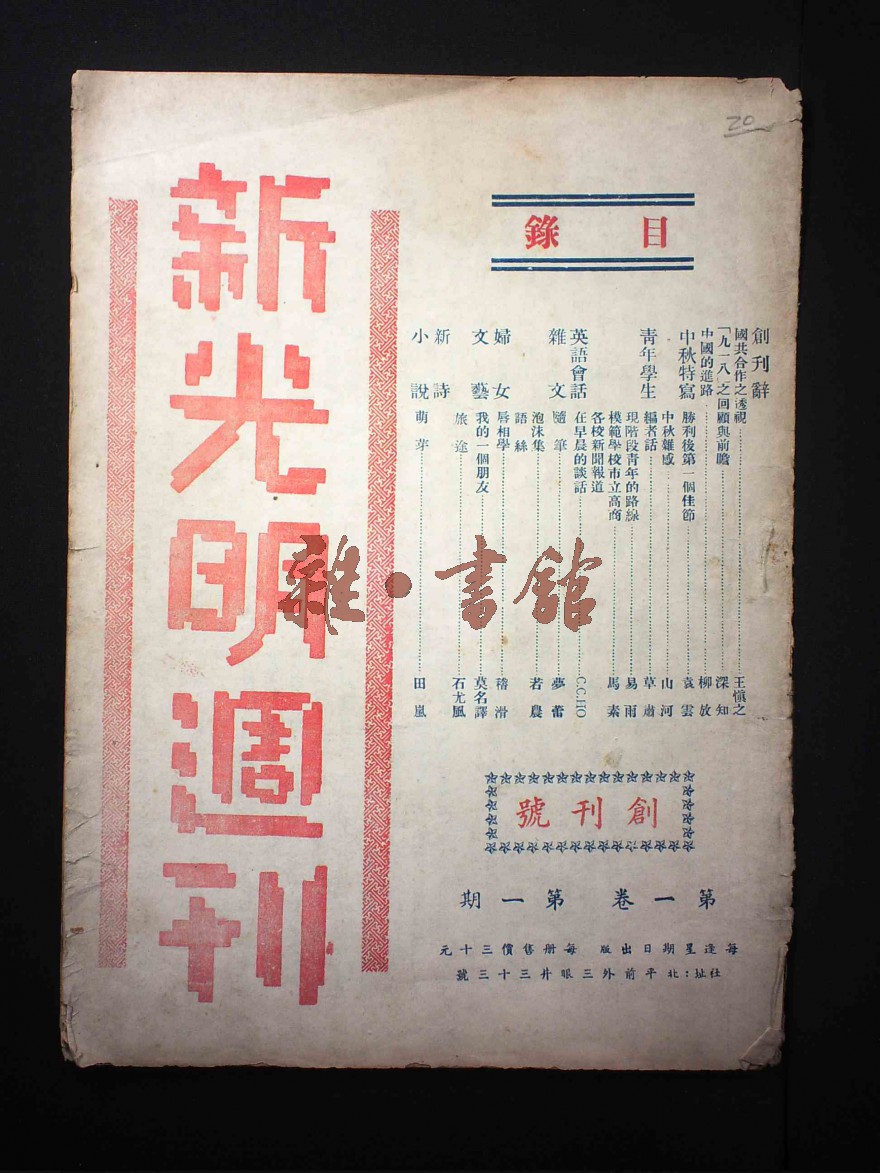 新光明週刊
目錄
創刊辭
國共合作之透視……王慎之
「九一八」之回顧與前瞻……深知
中國的進路……柳放
中秋特寫
勝利後第一個佳節……袁雲
中秋雜感……山河
青年學生
編者話……草肅
現階段青年的路線……易雨
模範學校市立高商……馬素
各校新聞報道
英語會話
在早晨的談話……C.C.HO
雜文
隨筆……夢蕾
泡沫集……若農
語絲
婦女
唇相學……稽滑
文藝
我的一個朋友……莫名譯
新詩
旅途……石尤風
小說
萌芽……田嵐
創刊號
第一卷 第一期
每逢星期日出版 每冊售價三十元
社址：北平前外三眼井三十三號
雜·書館
20